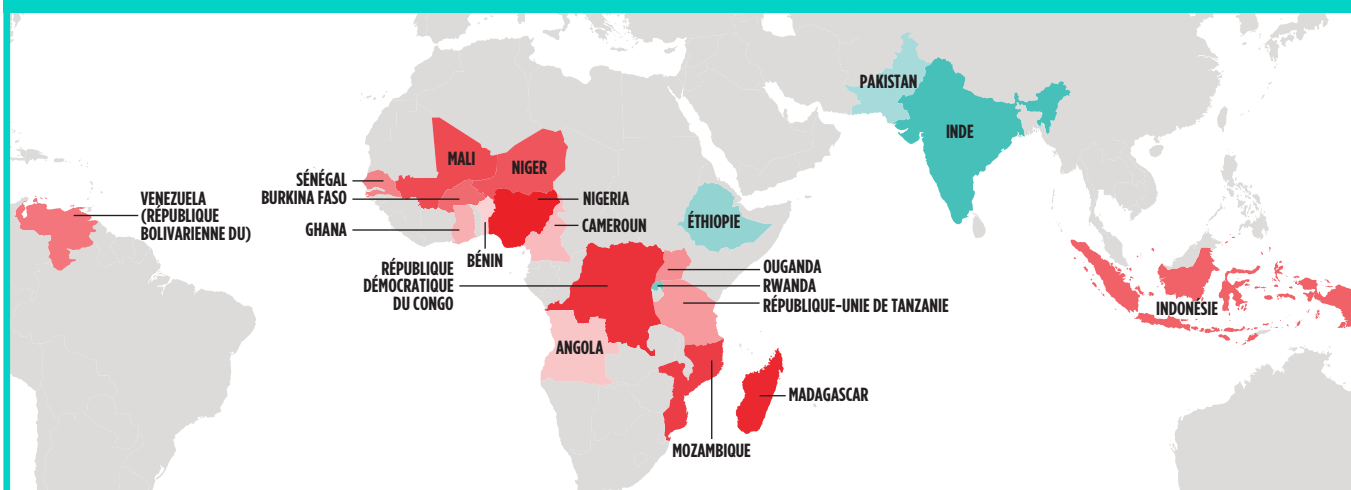 PAKISTAN
INDE
MALI
NIGER
SÉNÉGAL
BURKINA FASO
GHANA
VENEZUELA
(RÉPUBLIQUE
BOLIVARIENNE DU)
NIGERIA
CAMEROUN
BÉNIN
ÉTHIOPIE
RÉPUBLIQUE
DÉMOCRATIQUE
DU CONGO
OUGANDA
RWANDA
RÉPUBLIQUE-UNIE DE TANZANIE
INDONÉSIE
ANGOLA
MADAGASCAR
MOZAMBIQUE